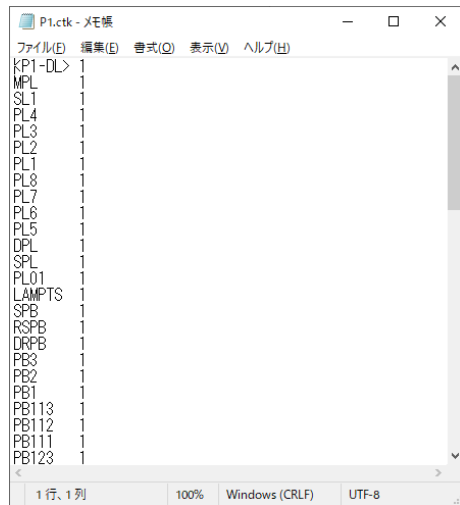 P1.ctk - メモ帳
ファイル(F) 編集(E) 書式(O) 表示(V) ヘルプ(H)
KP1-DL> 1
MPL 1
SL1 1
PL4 1
PL3 1
PL2 1
PL1 1
PL8 1
PL7 1
PL6 1
PL5 1
DPL 1
SPL 1
PL01 1
LAMPTS 1
SPB 1
RSPB 1
DRPB 1
PB3 1
PB2 1
PB1 1
PB113 1
PB112 1
PB111 1
PB123 1
1 行、1 列 100% Windows (CRLF) UTF-8